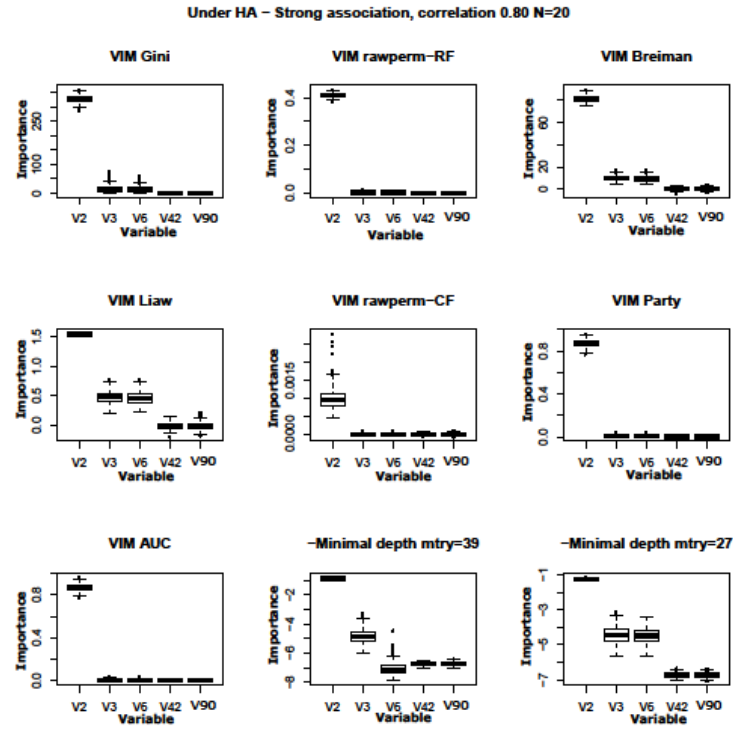 Under HA − Strong association, correlation 0.80 N=20
VIM Gini
VIM rawperm−RF
VIM Breiman
Importance
0 100 250
V2 V3 V6 V42 V90
Variable
Importance
0.0 0.2 0.4
V2 V3 V6 V42 V90
Variable
Importance
0 20 60
V2 V3 V6 V42 V90
Variable
VIM Liaw
VIM rawperm−CF
VIM Party
Importance
0.0 0.5 1.0 1.5
V2 V3 V6 V42 V90
Variable
Importance
0.0000 0.0015
V2 V3 V6 V42 V90
Variable
Importance
0.0 0.4 0.8
V2 V3 V6 V42 V90
Variable
VIM AUC
−Minimal depth mtry=39
−Minimal depth mtry=27
Importance
0.0 0.4 0.8
V2 V3 V6 V42 V90
Variable
Importance
−8 −6 −4 −2
V2 V3 V6 V42 V90
Variable
Importance
−7 −5 −3 −1
V2 V3 V6 V42 V90
Variable